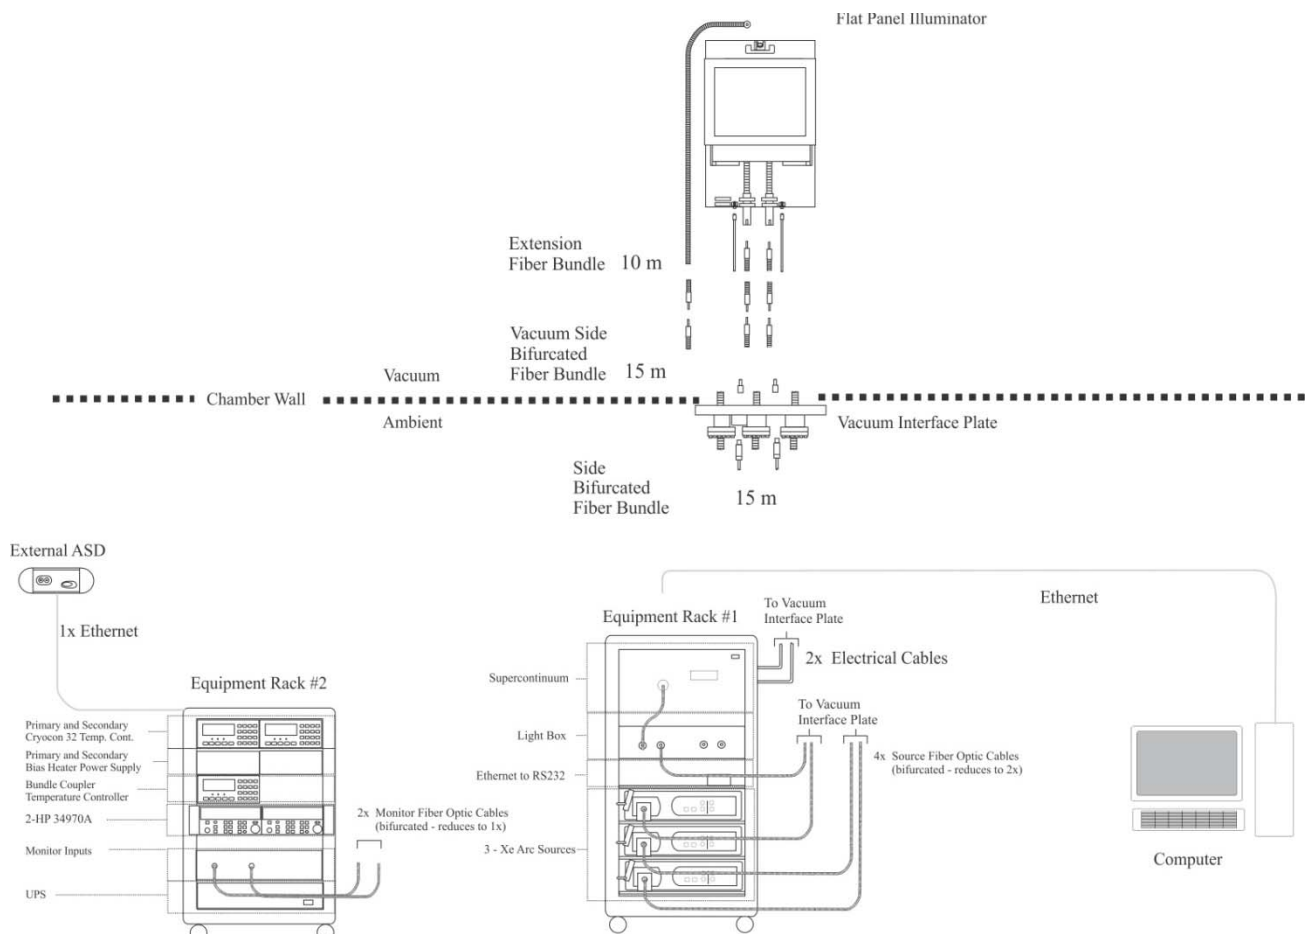 Flat Panel Illuminator
Extension
Fiber Bundle 10 m
Vacuum Side
Bifurcated
Fiber Bundle 15 m
Vacuum
Chamber Wall
Ambient
Vacuum Interface Plate
Side
Bifurcated
Fiber Bundle
15 m
External ASD
1x Ethernet
Equipment Rack #2
Primary and Secondary
Cryocon 32 Temp. Cont.
Primary and Secondary
Bias Heater Power Supply
Bundle Coupler
Temperature Controller
2-HP 34970A
Monitor Inputs
UPS
2x Monitor Fiber Optic Cables
(bifurcated - reduces to 1x)
Equipment Rack #1
Supercontinuum
Light Box
Ethernet to RS232
3 - Xe Arc Sources
To Vacuum
Interface Plate
2x Electrical Cables
To Vacuum
Interface Plate
4x Source Fiber Optic Cables
(bifurcated - reduces to 2x)
Ethernet
Computer